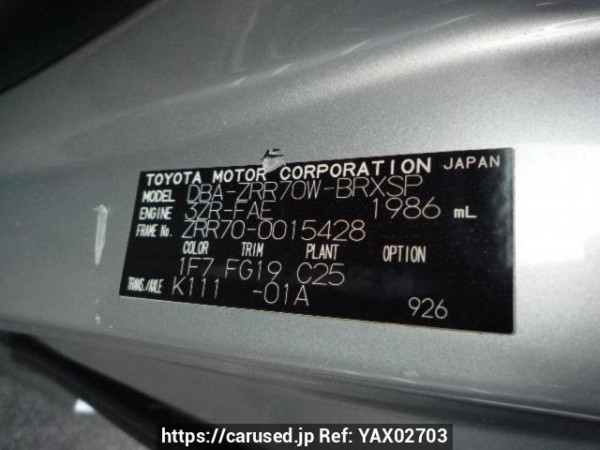 TOYOTA MOTOR CORPORATION JAPAN
MODEL DBA-ZRR70W-BRXSP
ENGINE 3ZR-FAE 1986 mL
FRAME No. ZRR70-0015428
COLOR TRIM PLANT OPTION
1F7 FG19 C25
TRANS./AXLE K111 -01A 926
https://carused.jp Ref: YAX02703